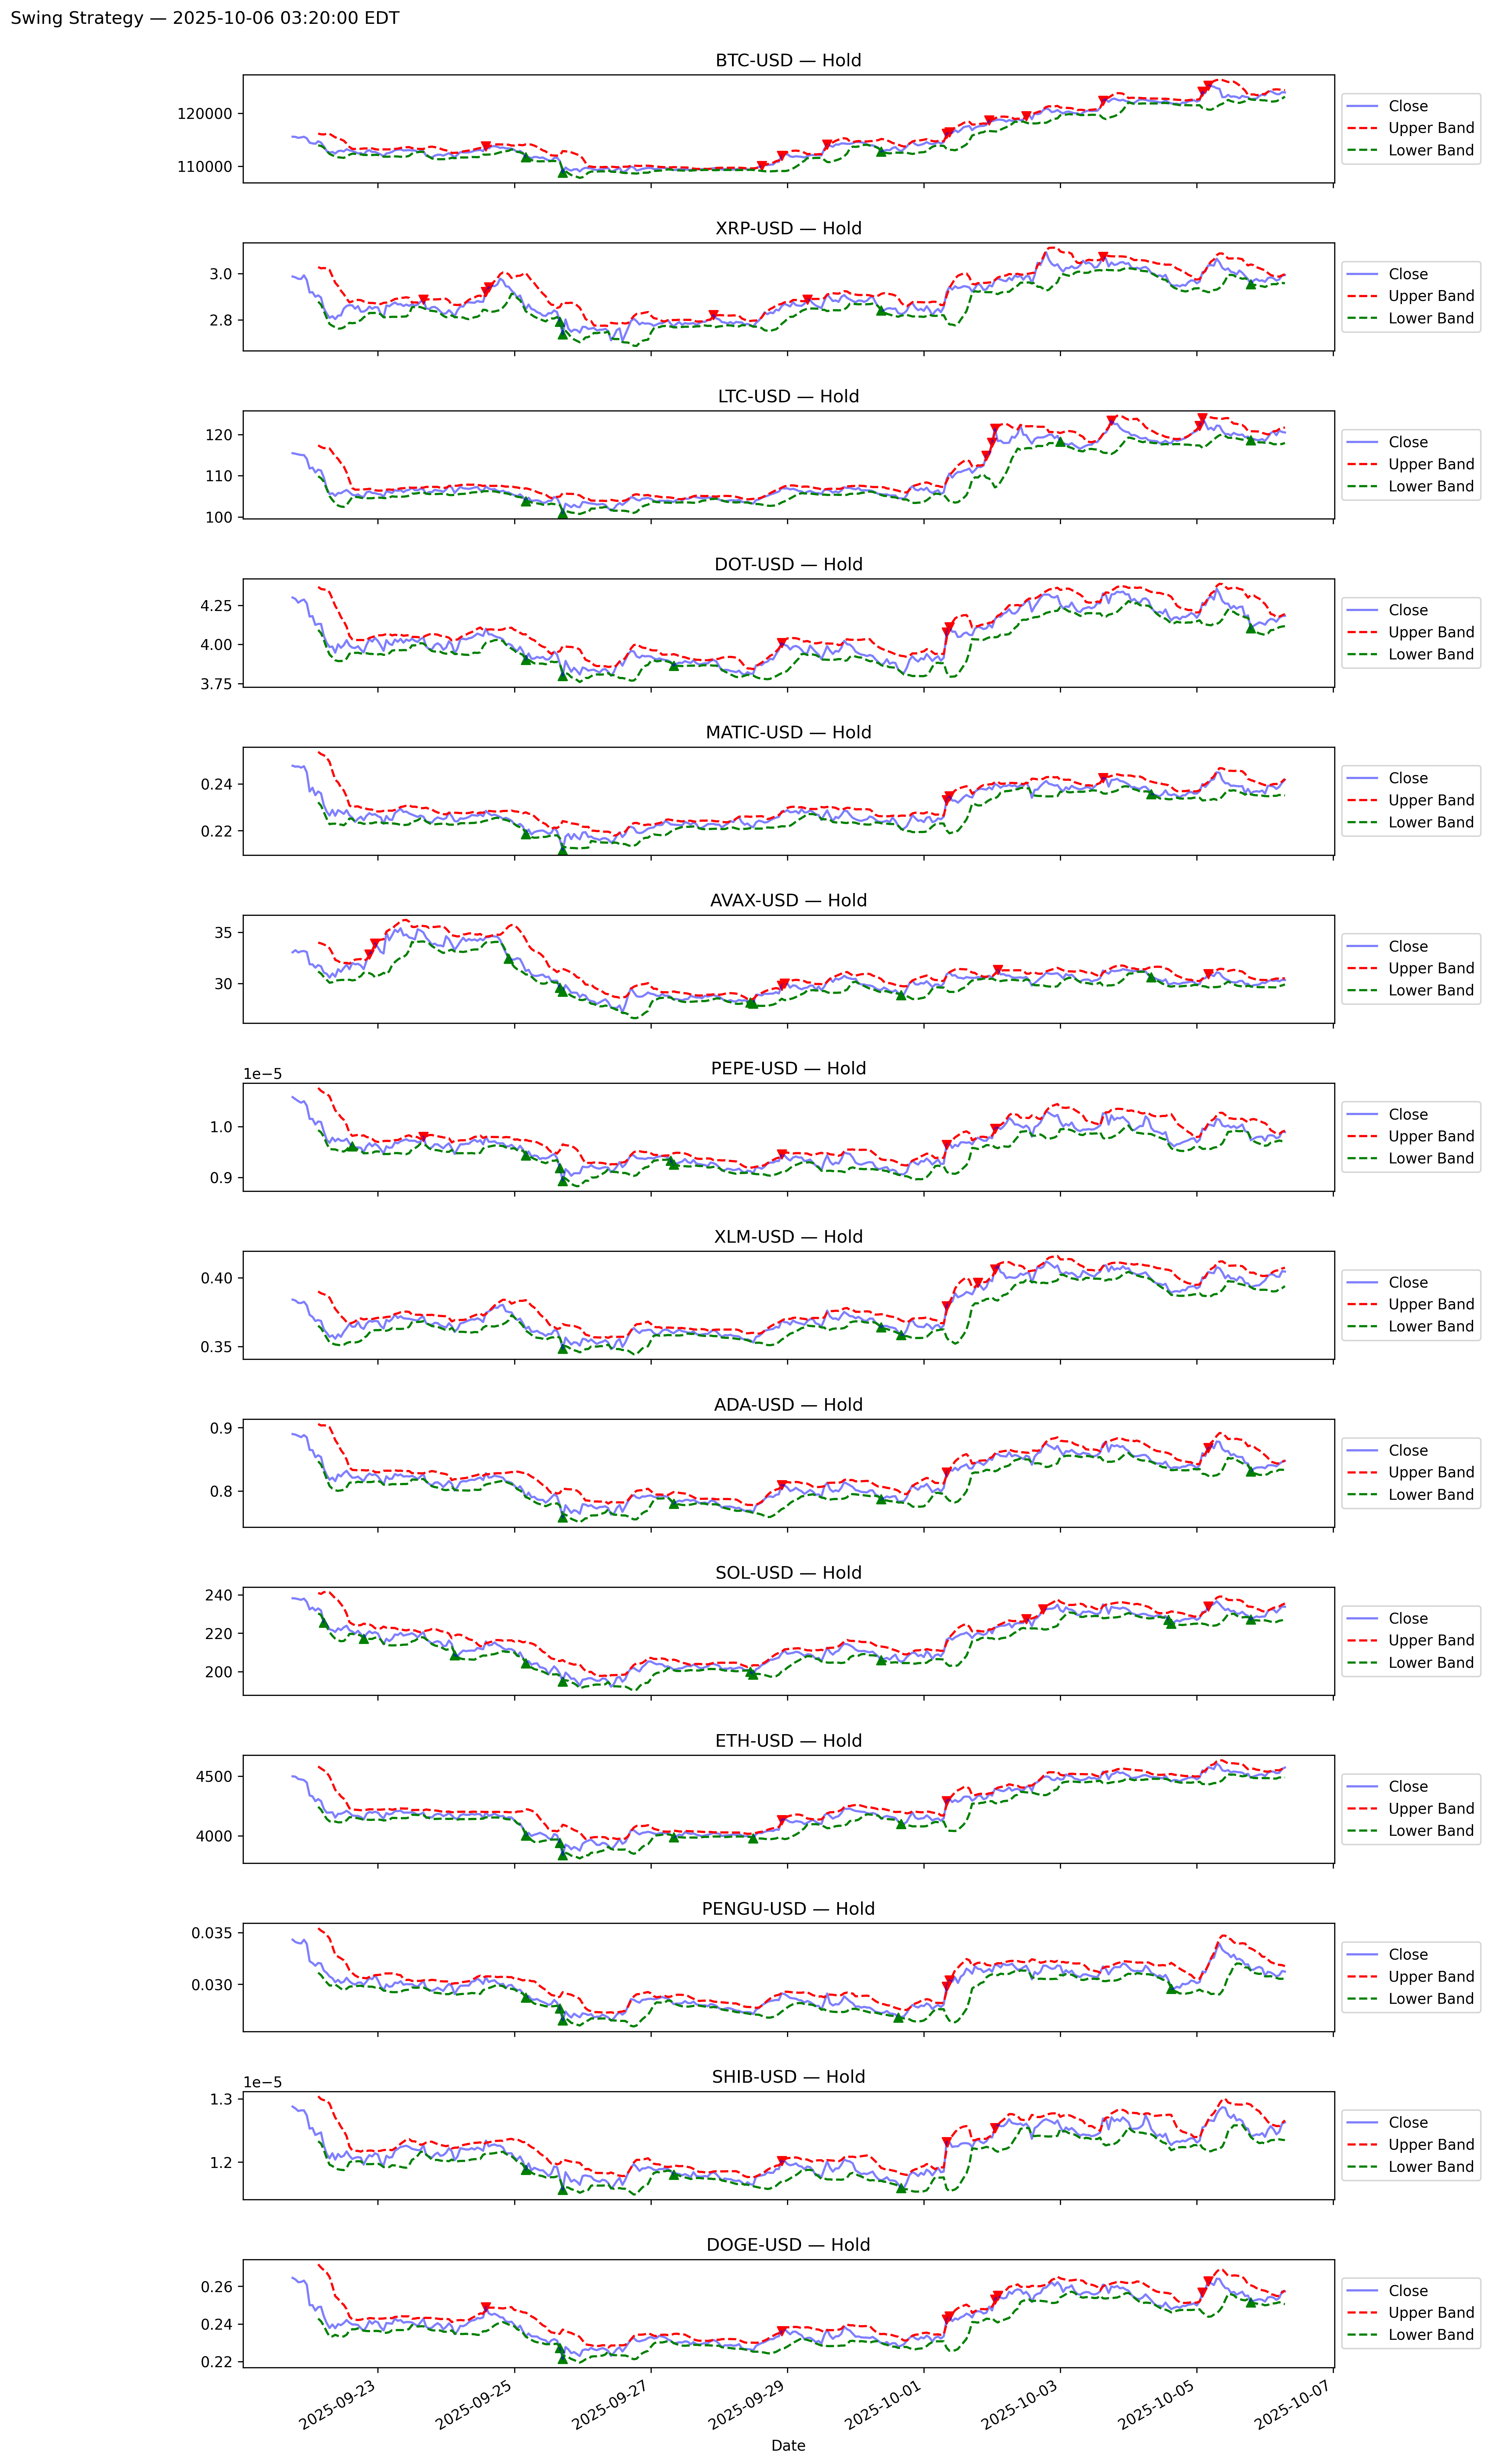 Swing Strategy — 2025-10-06 03:20:00 EDT
BTC-USD — Hold
120000
110000
Close
Upper Band
Lower Band
XRP-USD — Hold
3.0
2.8
Close
Upper Band
Lower Band
LTC-USD — Hold
120
110
100
Close
Upper Band
Lower Band
DOT-USD — Hold
4.25
4.00
3.75
Close
Upper Band
Lower Band
MATIC-USD — Hold
0.24
0.22
Close
Upper Band
Lower Band
AVAX-USD — Hold
35
30
Close
Upper Band
Lower Band
PEPE-USD — Hold
1e−5
1.0
0.9
Close
Upper Band
Lower Band
XLM-USD — Hold
0.40
0.35
Close
Upper Band
Lower Band
ADA-USD — Hold
0.9
0.8
Close
Upper Band
Lower Band
SOL-USD — Hold
240
220
200
Close
Upper Band
Lower Band
ETH-USD — Hold
4500
4000
Close
Upper Band
Lower Band
PENGU-USD — Hold
0.035
0.030
Close
Upper Band
Lower Band
SHIB-USD — Hold
1e−5
1.3
1.2
Close
Upper Band
Lower Band
DOGE-USD — Hold
0.26
0.24
0.22
Close
Upper Band
Lower Band
2025-09-23
2025-09-25
2025-09-27
2025-09-29
2025-10-01
2025-10-03
2025-10-05
2025-10-07
Date